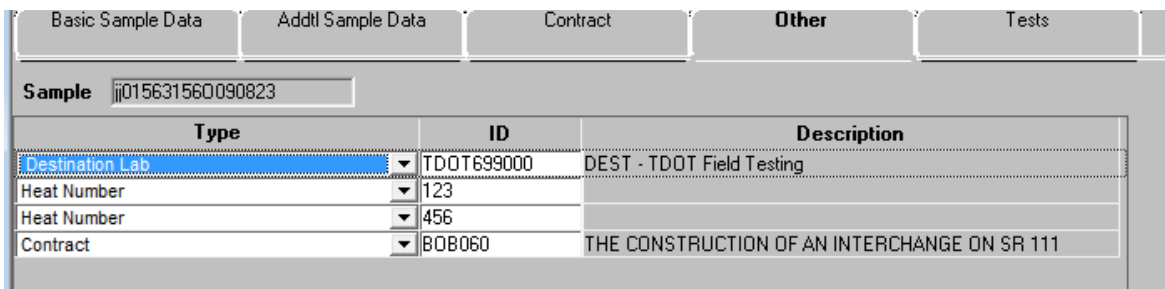 Basic Sample Data Addtl Sample Data Contract Other Tests
Sample jj01563156O090823
Type ID Description
Destination Lab TDOT699000 DEST - TDOT Field Testing
Heat Number 123
Heat Number 456
Contract BOB060 THE CONSTRUCTION OF AN INTERCHANGE ON SR 111